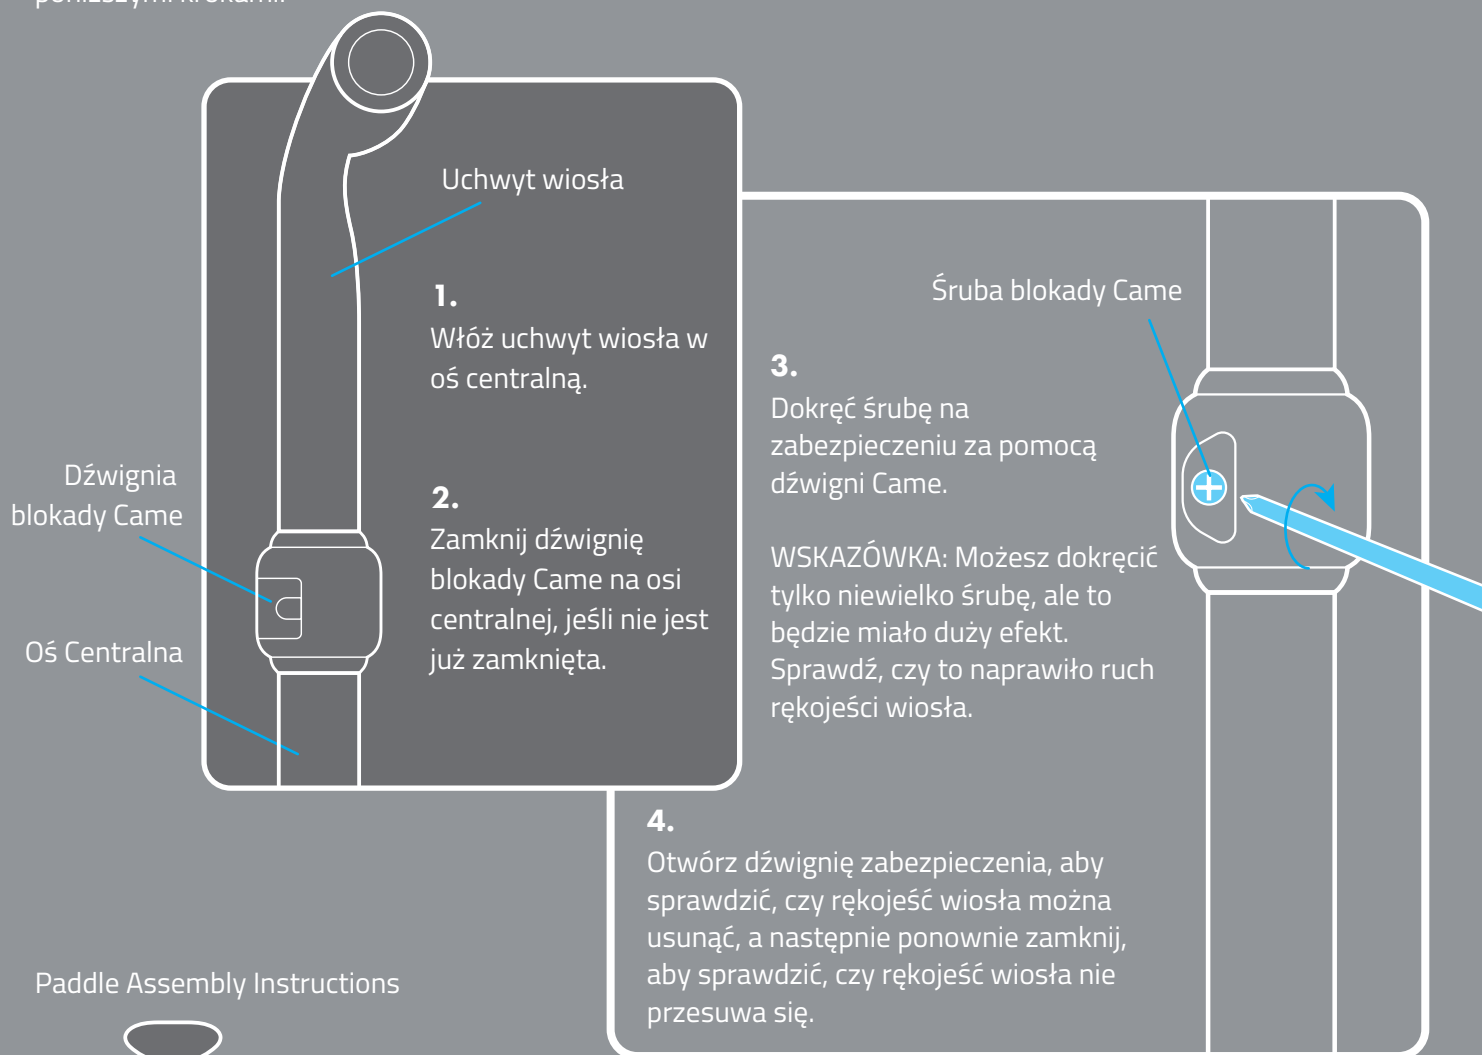 poniższymi krokami.
Uchwyt wiosła
1.
Włóż uchwyt wiosła w
oś centralną.
Dźwignia
blokady Came
2.
Zamknij dźwignię
blokady Came na osi
centralnej, jeśli nie jest
już zamknięta.
Oś Centralna
Śruba blokady Came
3.
Dokręć śrubę na
zabezpieczeniu za pomocą
dźwigni Came.
WSKAZÓWKA: Możesz dokręcić
tylko niewielko śrubę, ale to
będzie miało duży efekt.
Sprawdź, czy to naprawiło ruch
rękojeści wiosła.
4.
Otwórz dźwignię zabezpieczenia, aby
sprawdzić, czy rękojeść wiosła można
usunąć, a następnie ponownie zamknij,
aby sprawdzić, czy rękojeść wiosła nie
przesuwa się.
Paddle Assembly Instructions